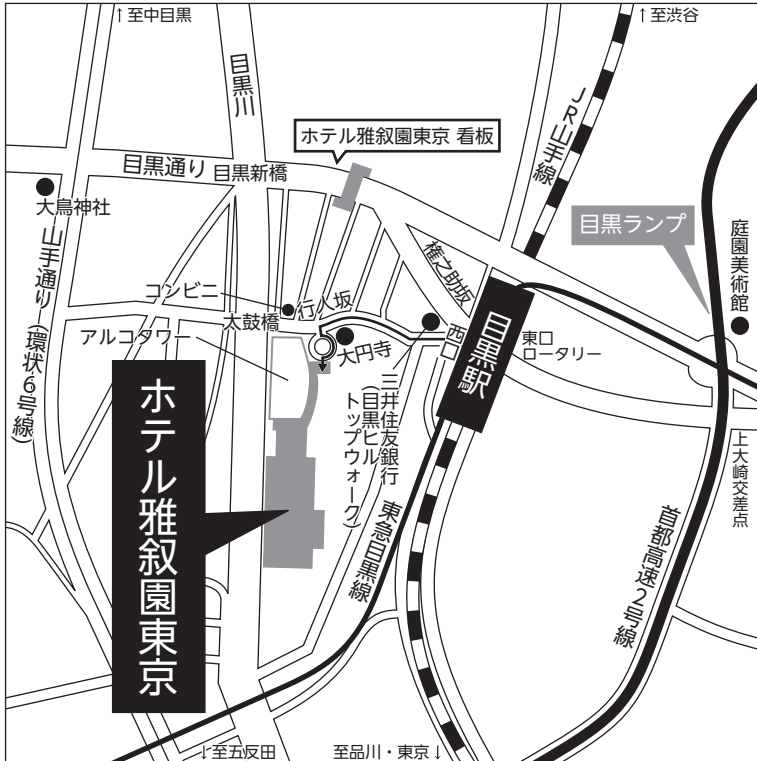 ↑至中目黒
↑至渋谷
目黒川
JR山手線
ホテル雅叙園東京 看板
目黒通り
目黒新橋
大鳥神社
目黒ランプ
庭園美術館
山手通り(環状6号線)
権之助坂
コンビニ
行人坂
太鼓橋
アルコタワー
大円寺
西口
目黒駅
東口
ロータリー
三井住友銀行
(目黒ヒル
トップウォーク)
ホテル雅叙園東京
上大崎交差点
東急目黒線
首都高速2号線
↓至五反田
至品川・東京↓